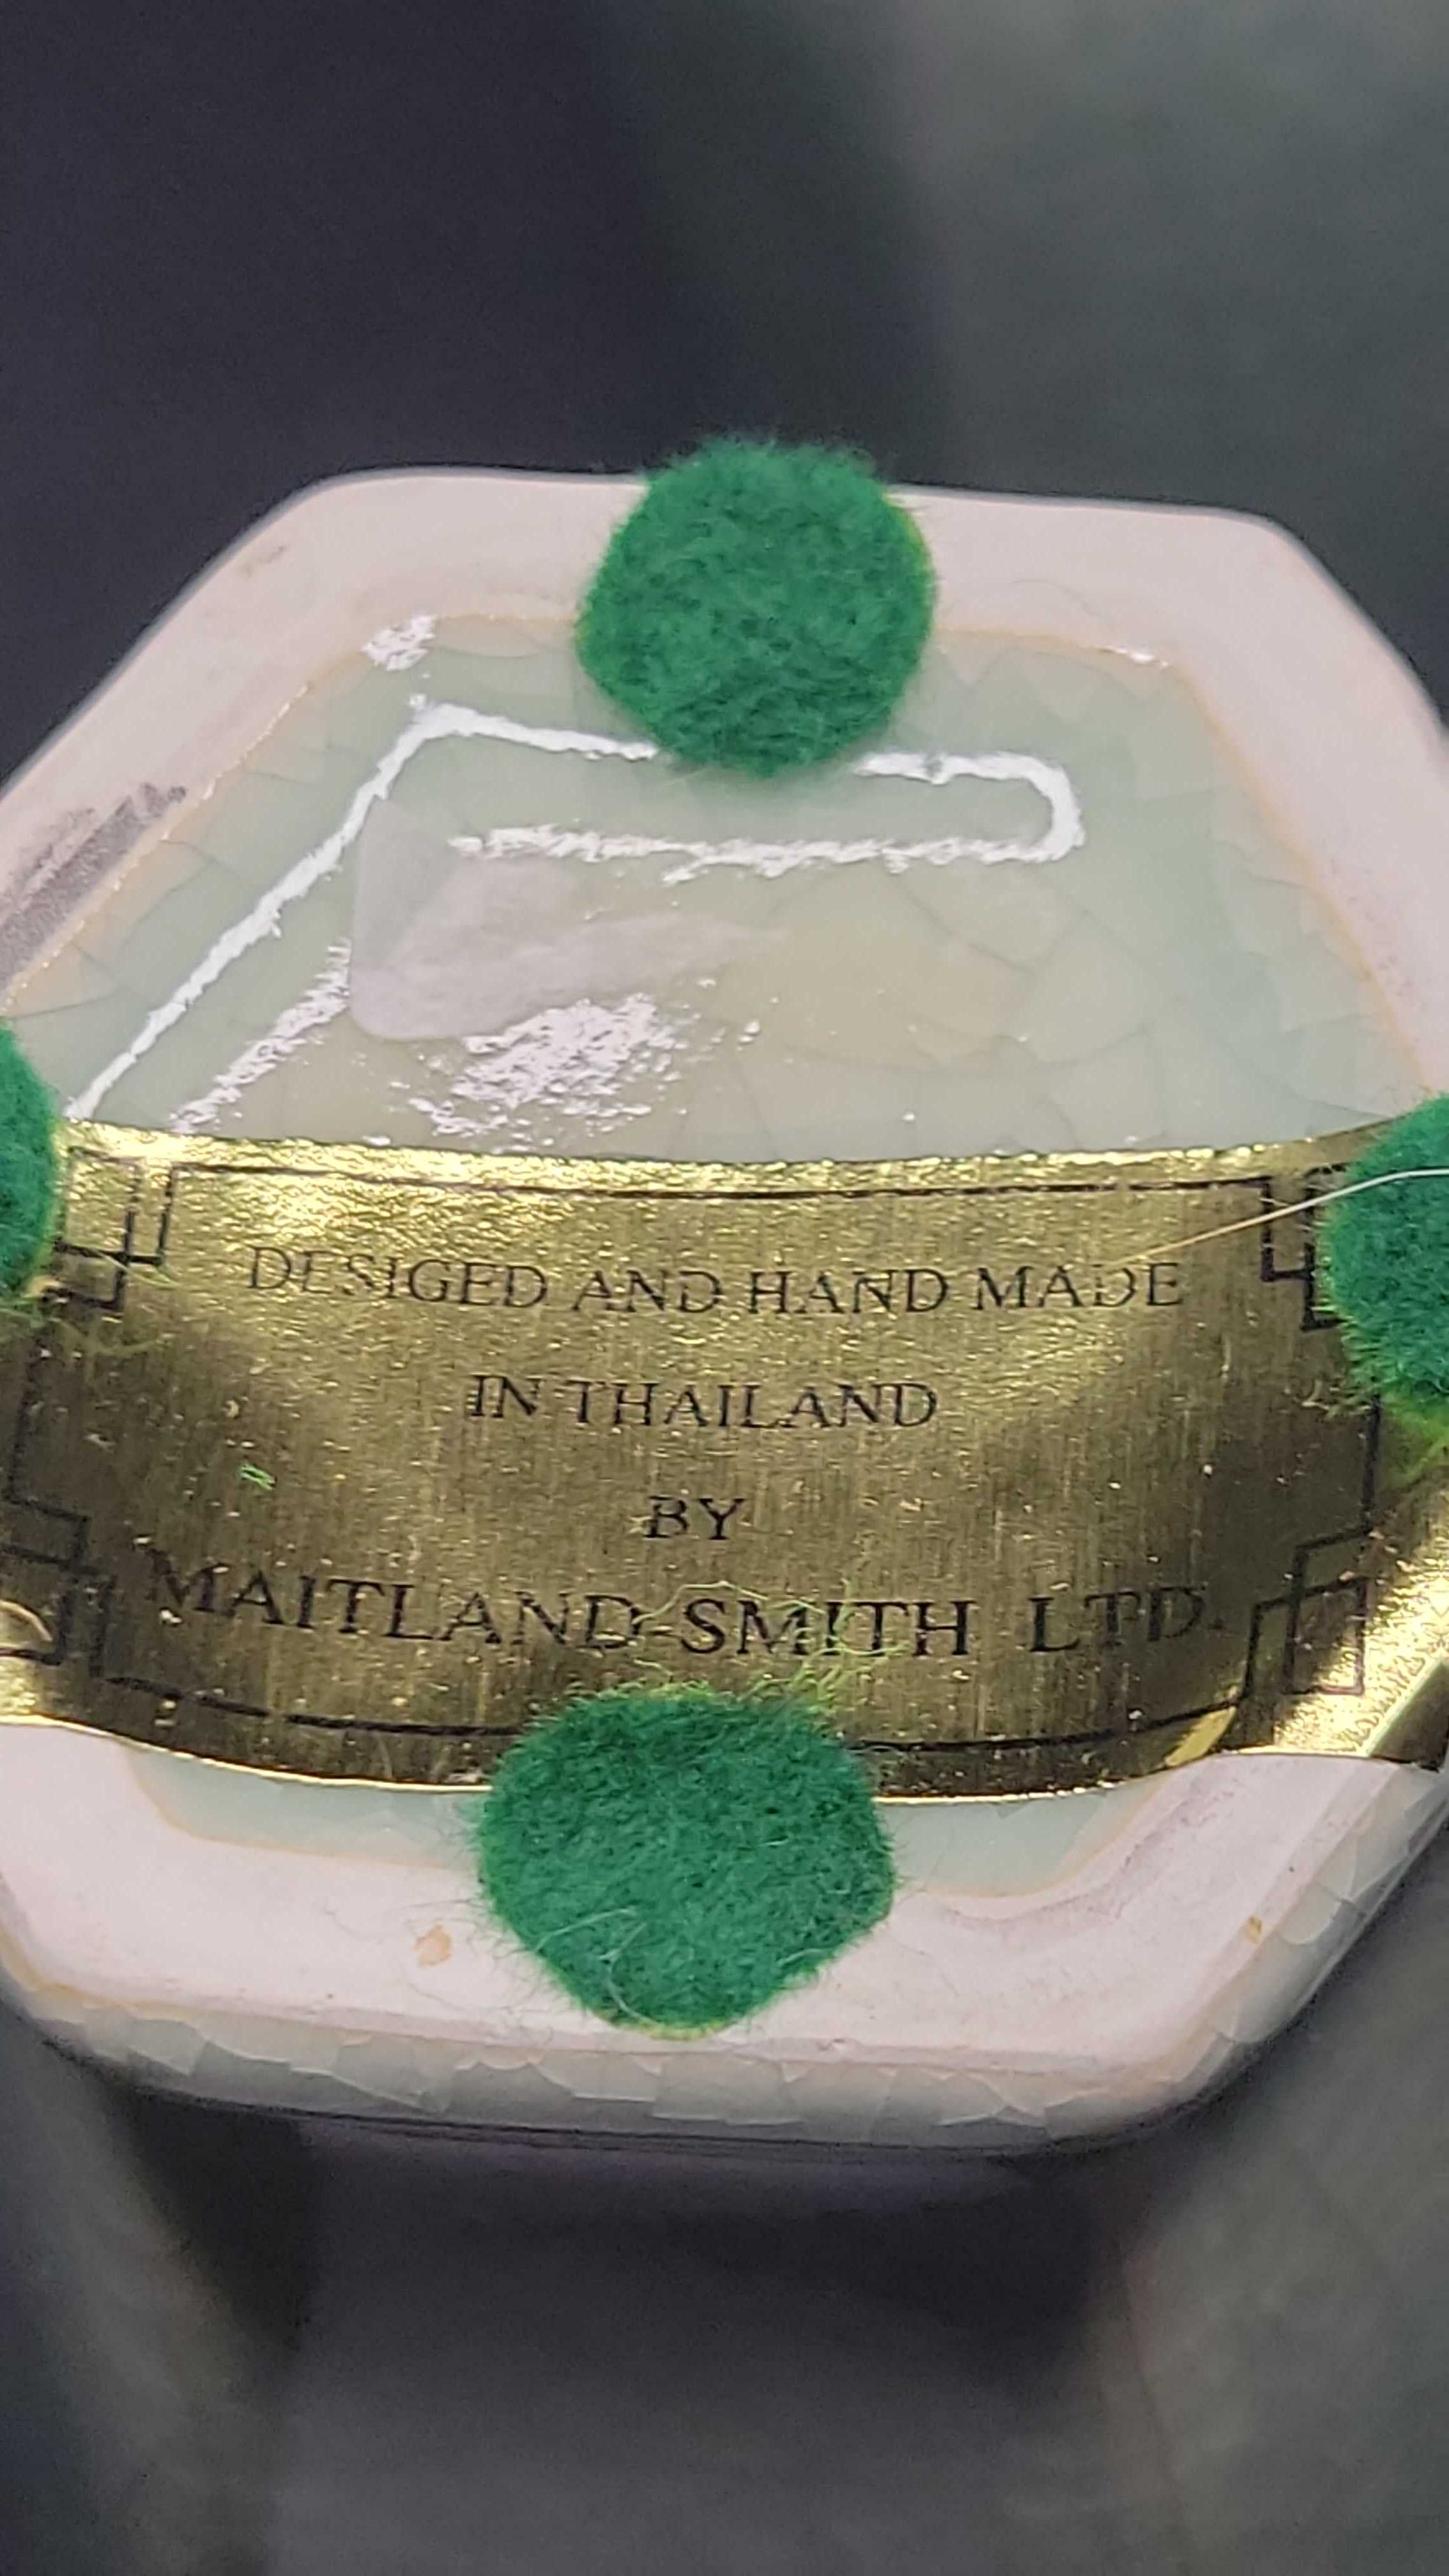 DESIGED AND HAND MADE
IN THAILAND
BY
MAITLAND-SMITH LTD.